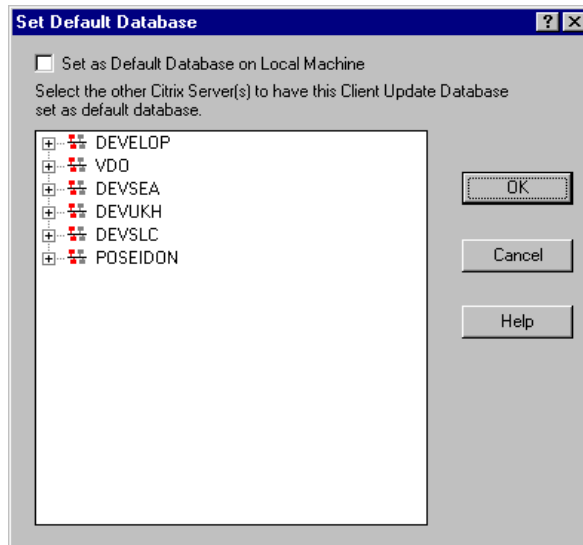 Set Default Database
Set as Default Database on Local Machine
Select the other Citrix Server(s) to have this Client Update Database
set as default database.
DEVELOP
VDO
DEVSEA
DEVUKH
DEVSLC
POSEIDON
OK
Cancel
Help